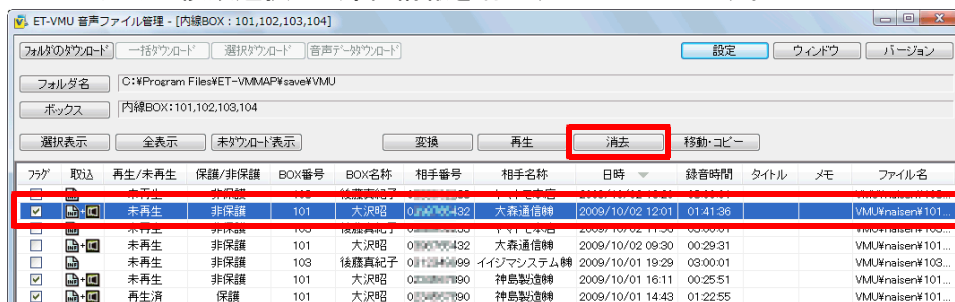 ET-VMU 音声ファイル管理 - [内線BOX : 101,102,103,104]
ﾌｫﾙﾀﾞのﾀﾞｳﾝﾛｰﾄﾞ 一括ﾀﾞｳﾝﾛｰﾄﾞ 選択ﾀﾞｳﾝﾛｰﾄﾞ 音声ﾃﾞｰﾀﾀﾞｳﾝﾛｰﾄﾞ 設定 ウィンドウ バージョン
フォルダ名 C:¥Program Files¥ET-VMMAP¥save¥VMU
ボックス 内線BOX:101,102,103,104
選択表示 全表示 未ﾀﾞｳﾝﾛｰﾄﾞ表示 変換 再生 消去 移動･コピー
ﾌﾗｸﾞ 取込 再生/未再生 保護/非保護 BOX番号 BOX名称 相手番号 相手名称 日時 録音時間 タイトル メモ ファイル名
未再生 非保護 101 大沢昭 432 大森通信㈱ 2009/10/02 12:01 01:41:36 VMU¥naisen¥101...
未再生 非保護 101 大沢昭 432 大森通信㈱ 2009/10/02 09:30 00:29:31 VMU¥naisen¥101...
未再生 非保護 103 後藤真紀子 899 イイジマシステム㈱ 2009/10/01 19:29 03:00:01 VMU¥naisen¥103...
未再生 非保護 101 大沢昭 890 神島製造㈱ 2009/10/01 16:11 00:25:51 VMU¥naisen¥101...
再生済 保護 101 大沢昭 890 神島製造㈱ 2009/10/01 14:43 01:22:55 VMU¥naisen¥101...